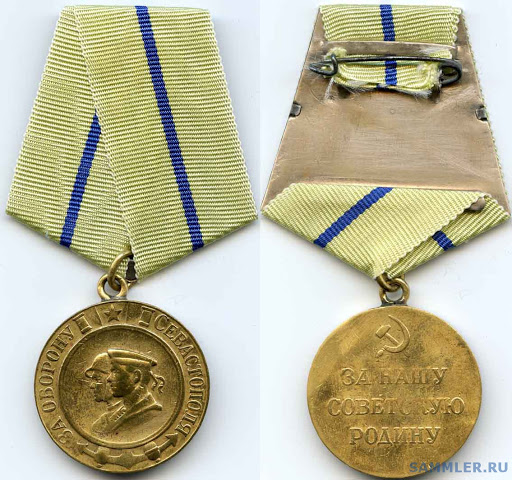 ЗА ОБОРОНУ СЕВАСТОПОЛЯ
ЗА НАШУ
СОВЕТСКУЮ
РОДИНУ
SAMMLER.RU